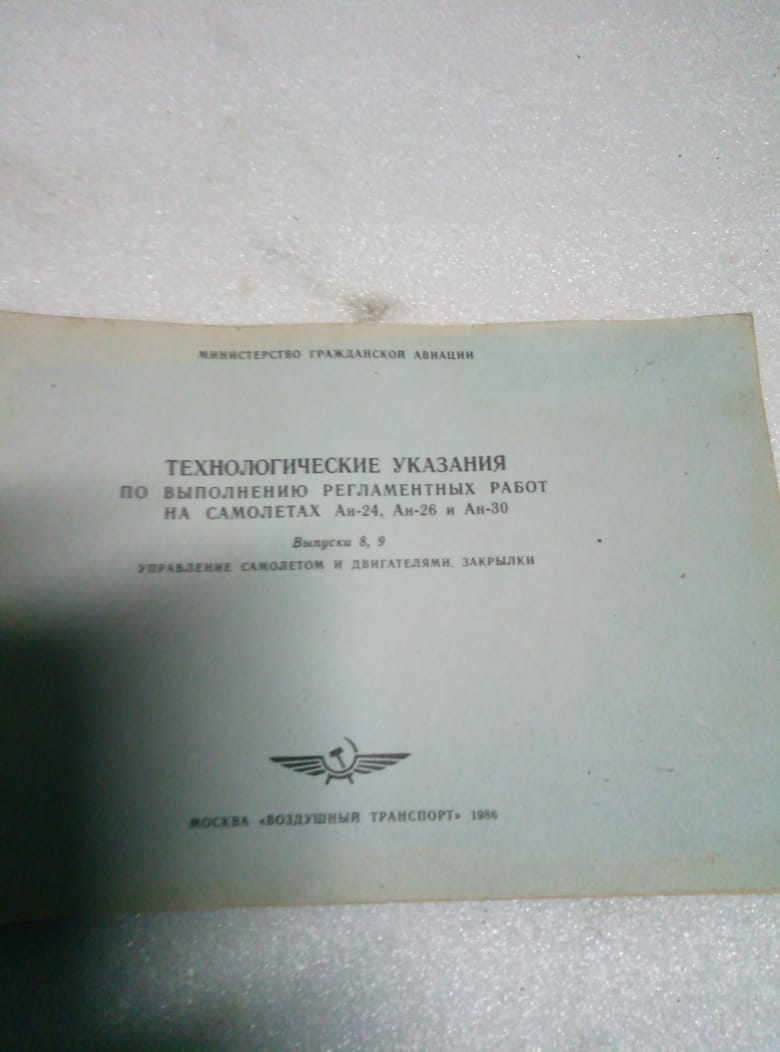 МИНИСТЕРСТВО ГРАЖДАНСКОЙ АВИАЦИИ
ТЕХНОЛОГИЧЕСКИЕ УКАЗАНИЯ
ПО ВЫПОЛНЕНИЮ РЕГЛАМЕНТНЫХ РАБОТ
НА САМОЛЕТАХ Ан-24, Ан-26 и Ан-30
Выпуски 8, 9
УПРАВЛЕНИЕ САМОЛЕТОМ И ДВИГАТЕЛЯМИ. ЗАКРЫЛКИ
МОСКВА «ВОЗДУШНЫЙ ТРАНСПОРТ» 1986